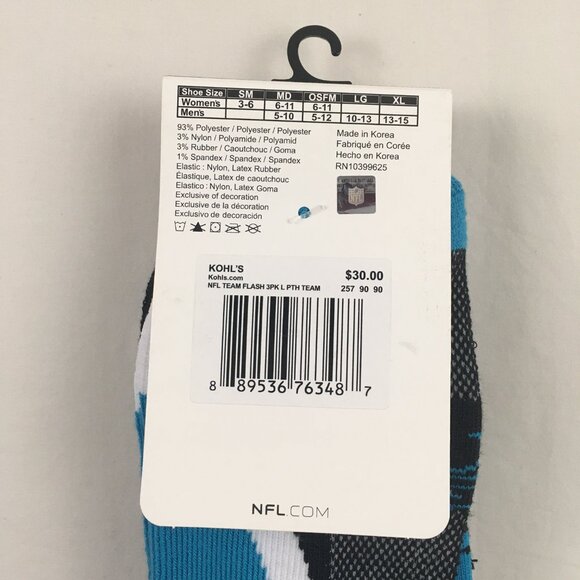 Shoe Size SM MD OSFM LG XL
Women's 3-6 6-11 6-11
Men's 5-10 5-12 10-13 13-15
93% Polyester / Polyester / Polyester
3% Nylon / Polyamide / Polyamid
3% Rubber / Caoutchouc / Goma
1% Spandex / Spandex / Spandex
Elastic : Nylon, Latex Rubber
Élastique, Latex de caoutchouc
Elastico : Nylon, Latex Goma
Exclusive of decoration
Exclusive de la décoration
Exclusivo de decoración
Made in Korea
Fabriqué en Corée
Hecho en Korea
RN10399625
NFL
KOHL'S
Kohls.com
NFL TEAM FLASH 3PK L PTH TEAM
$30.00
257 90 90
8 89536 76348 7
NFL.COM